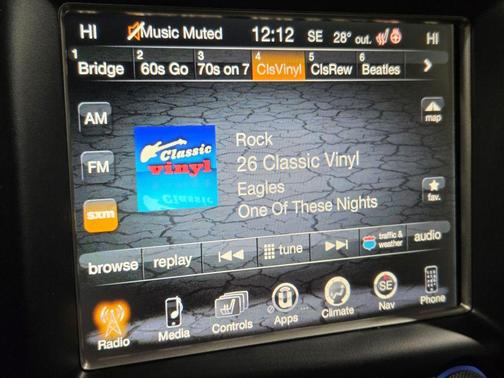 HI Music Muted 12:12 SE 28° out. HI
1 Bridge 2 60s Go 3 70s on 7 4 ClsVinyl 5 ClsRew 6 Beatles
AM
map
Classic
vinyl
Rock
26 Classic Vinyl
FM
Eagles
fav.
One Of These Nights
sxm
browse replay tune traffic & weather audio
Radio Media Controls Apps Climate SE Nav Phone